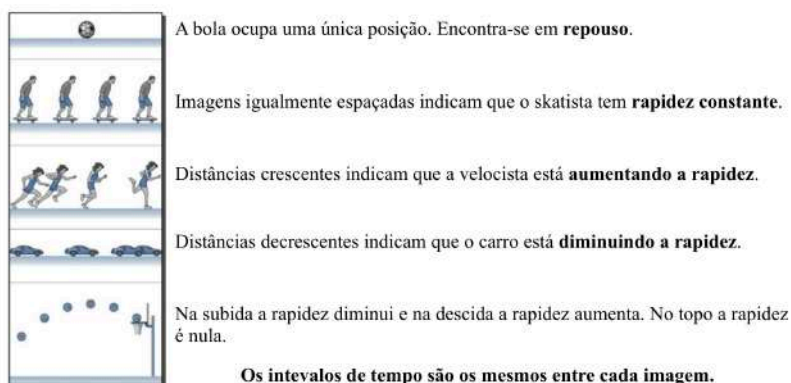 A bola ocupa uma única posição. Encontra-se em repouso.
Imagens igualmente espaçadas indicam que o skatista tem rapidez constante.
Distâncias crescentes indicam que a velocista está aumentando a rapidez.
Distâncias decrescentes indicam que o carro está diminuindo a rapidez.
Na subida a rapidez diminui e na descida a rapidez aumenta. No topo a rapidez
é nula.
Os intevalos de tempo são os mesmos entre cada imagem.